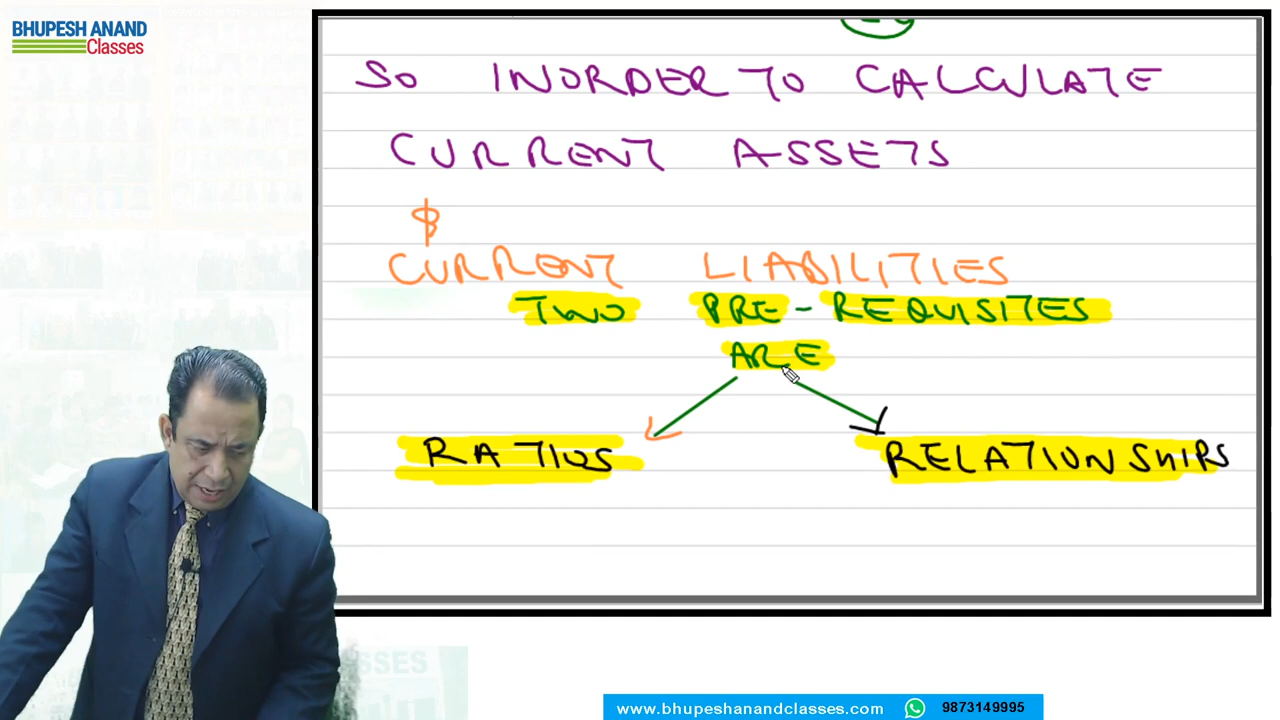 BHUPESH ANAND
Classes
SO INORDER TO CALCULATE
CURRENT ASSETS
$
CURRENT LIABILITIES
TWO PRE-REQUISITES
ARE
RATIOS RELATIONSHIPS
www.bhupeshanandclasses.com 9873149995